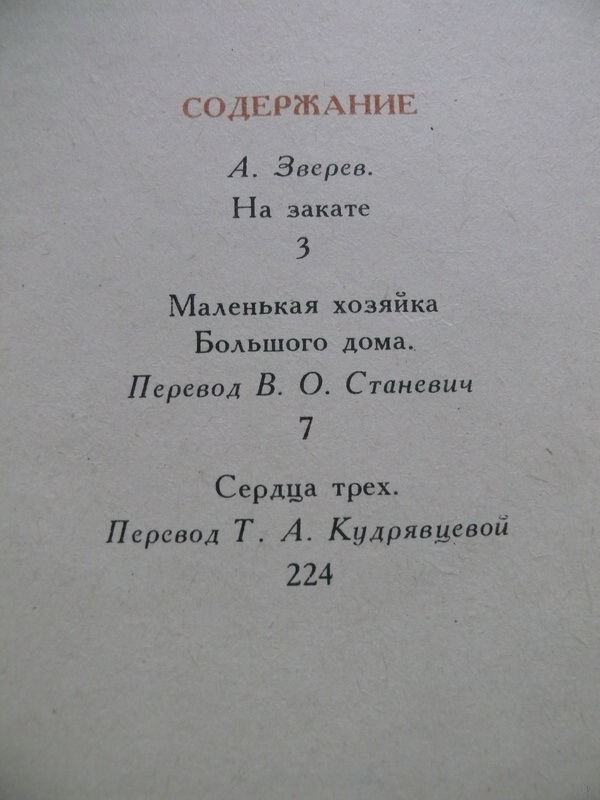 СОДЕРЖАНИЕ
А. Зверев.
На закате
3
Маленькая хозяйка
Большого дома.
Перевод В. О. Станевич
7
Сердца трех.
Перевод Т. А. Кудрявцевой
224